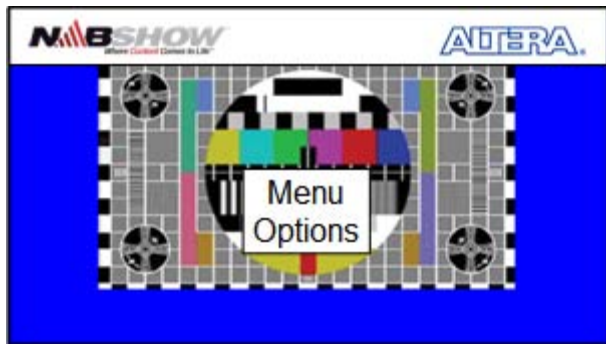 NABSHOW
Where Content Comes to Life
ALTERA.
Menu
Options